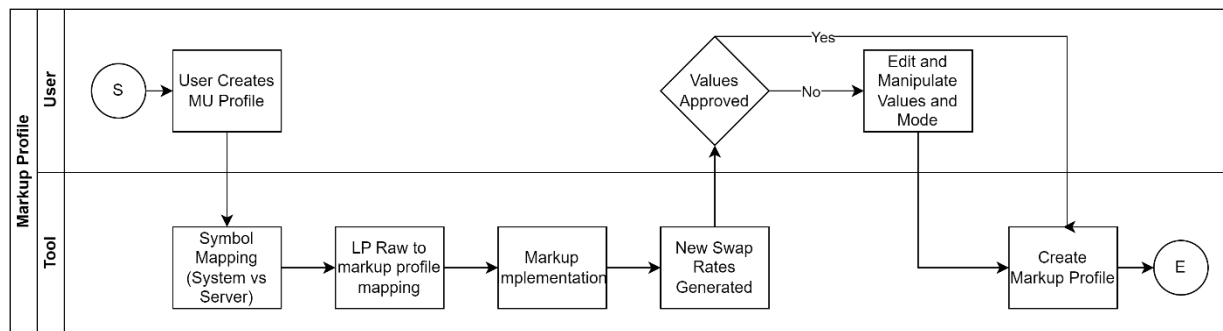 Markup Profile
User
S
User Creates
MU Profile
Values
Approved
Yes
No
Edit and
Manipulate
Values and
Mode
Tool
Symbol
Mapping
(System vs
Server)
LP Raw to
markup profile
mapping
Markup
mplementation
New Swap
Rates
Generated
Create
Markup Profile
E